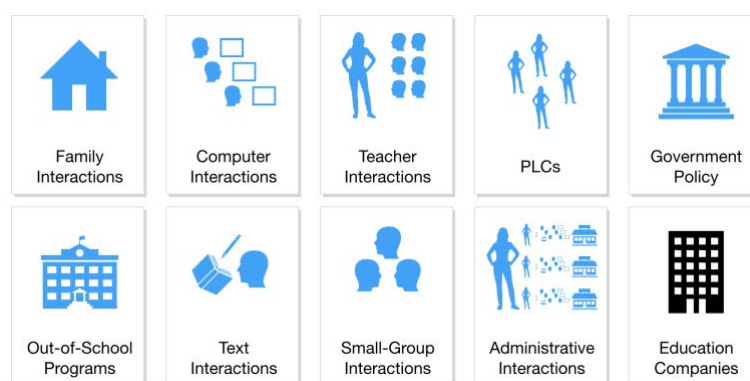 Family
Interactions
Computer
Interactions
Teacher
Interactions
PLCs
Government
Policy
Out-of-School
Programs
Text
Interactions
Small-Group
Interactions
Administrative
Interactions
Education
Companies